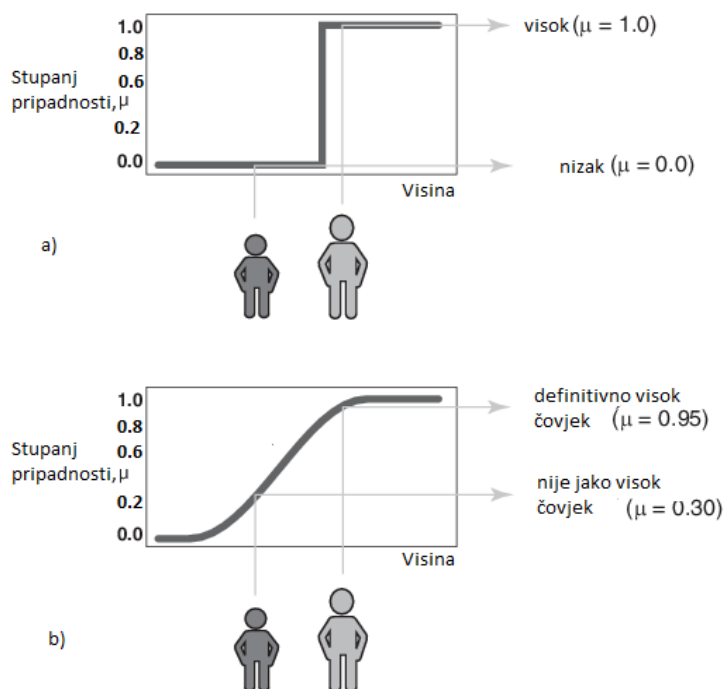 1.0
0.8
0.6
0.2
0.0
Stupanj
pripadnosti, μ
visok (μ = 1.0)
nizak (μ = 0.0)
Visina
a)
1.0
0.8
0.6
0.2
0.0
Stupanj
pripadnosti, μ
definitivno visok
čovjek (μ = 0.95)
nije jako visok
čovjek (μ = 0.30)
Visina
b)